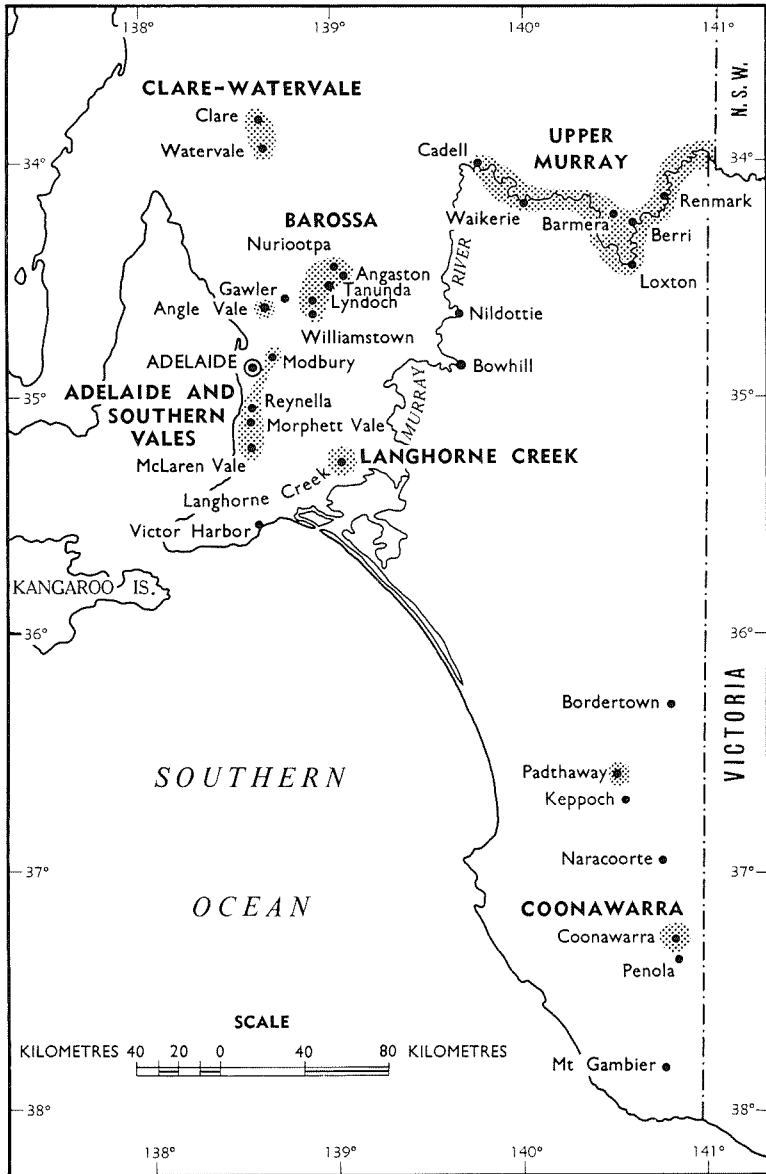 138°
139°
140°
141°
N.S.W.
CLARE-WATERVALE
Clare
Watervale
34°
34°
UPPER
MURRAY
Cadell
Waikerie
Barmera
Renmark
Berri
Loxton
BAROSSA
Nuriootpa
Angaston
Tanunda
Lyndoch
Williamstown
Gawler
Angle Vale
RIVER
Nildottie
Bowhill
MURRAY
ADELAIDE
Modbury
35°
35°
ADELAIDE AND
SOUTHERN
VALES
Reynella
Morphett Vale
McLaren Vale
LANGHORNE CREEK
Langhorne Creek
Victor Harbor
KANGAROO IS.
36°
36°
VICTORIA
Bordertown
Padthaway
Keppoch
SOUTHERN
OCEAN
Naracoorte
37°
37°
COONAWARRA
Coonawarra
Penola
SCALE
KILOMETRES 40 20 0 40 80 KILOMETRES
Mt Gambier
38°
38°
138°
139°
140°
141°